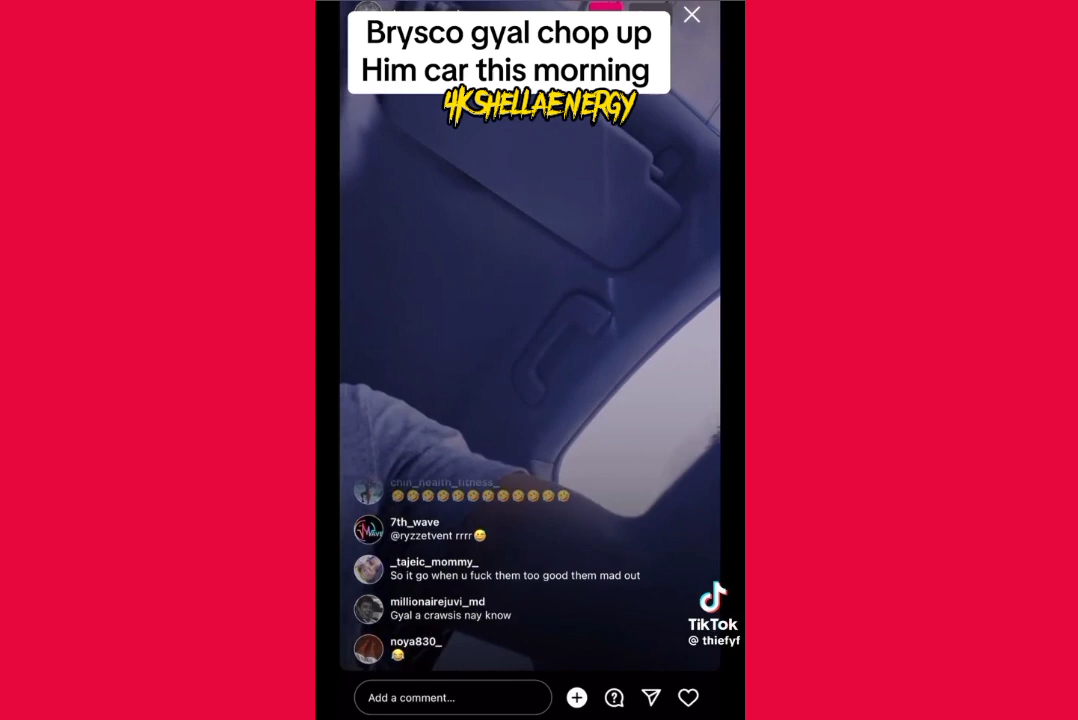 Brysco gyal chop up
Him car this morning
4KSHELLAENERGY
chin_health_fitness_
7th_wave
@ryzzetvent rrrr
_tajeic_mommy_
So it go when u fuck them too good them mad out
millionairejuvi_md
Gyal a crawsis nay know
noya830_
TikTok
@ thiefyf
Add a comment...